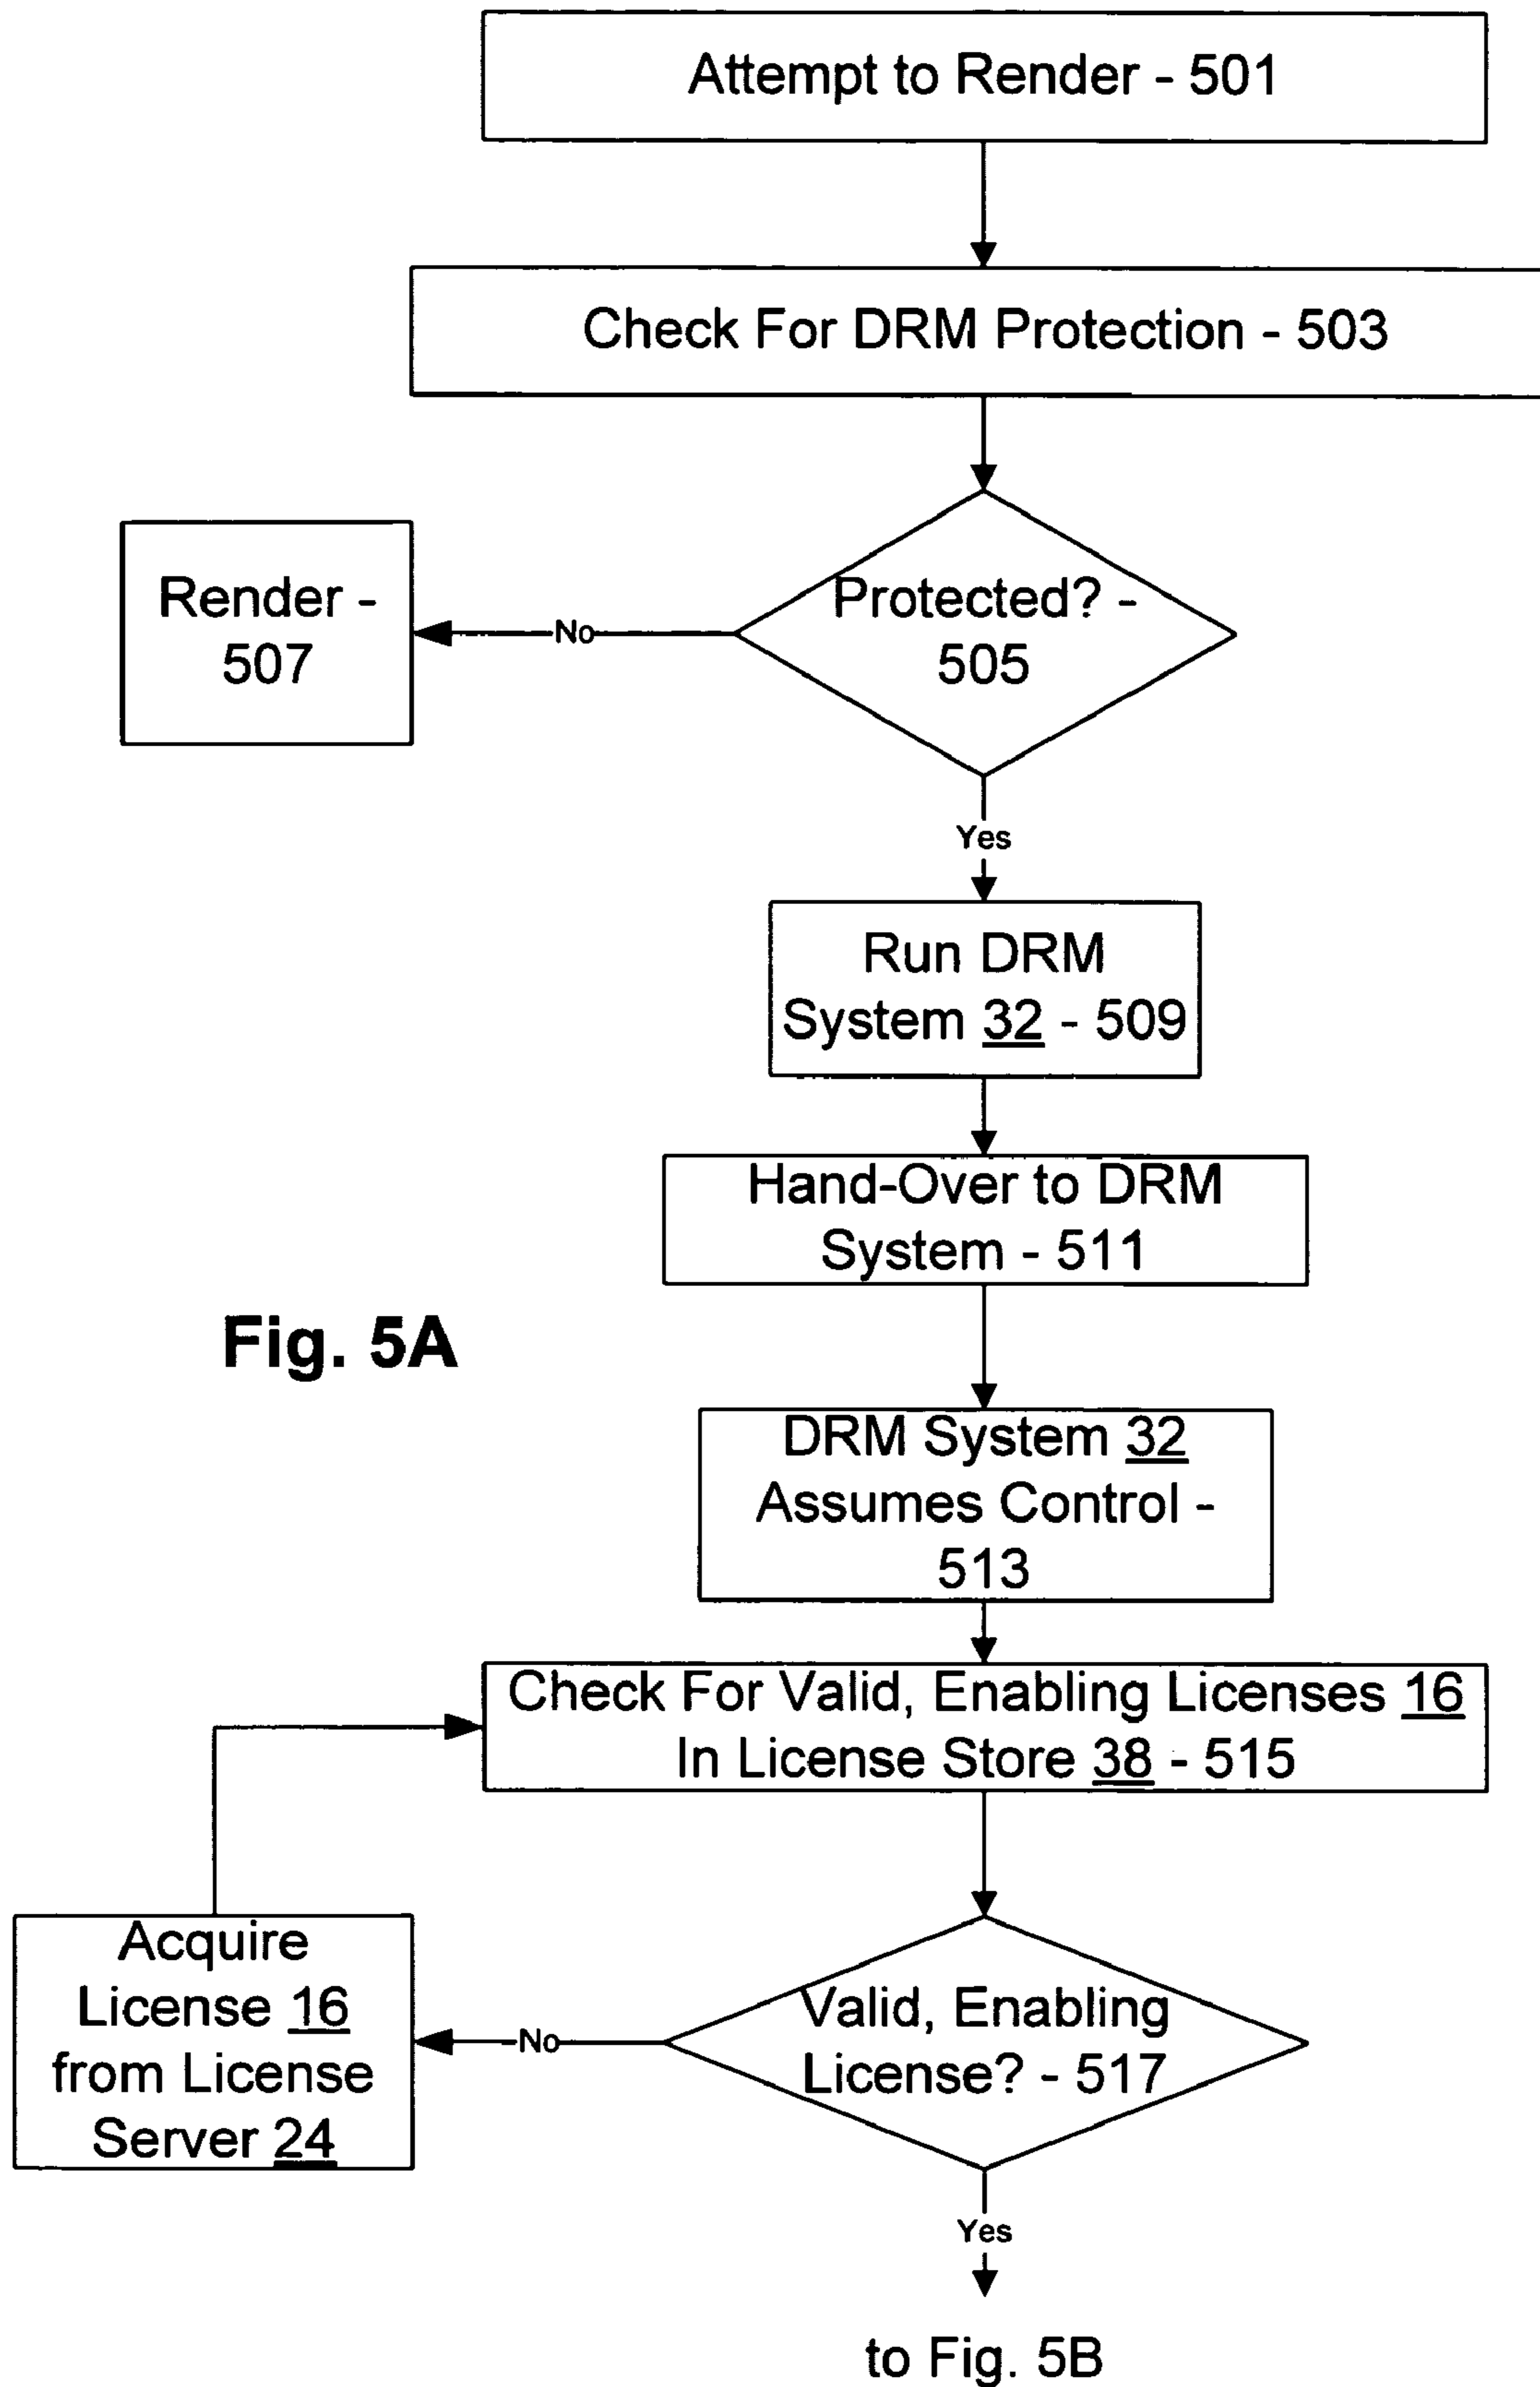 Attempt to Render - 501
Check For DRM Protection - 503
Protected? -
505
No
Render -
507
Yes
Run DRM
System 32 - 509
Hand-Over to DRM
System - 511
Fig. 5A
DRM System 32
Assumes Control -
513
Check For Valid, Enabling Licenses 16
In License Store 38 - 515
Valid, Enabling
License? - 517
No
Acquire
License 16
from License
Server 24
Yes
to Fig. 5B